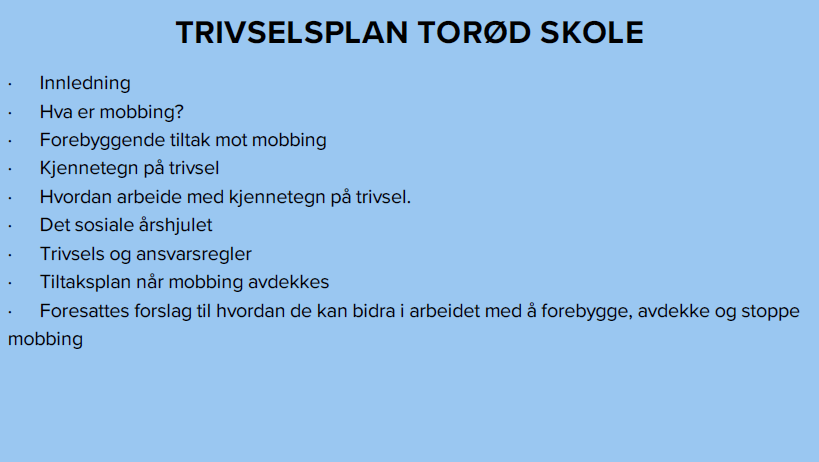 TRIVSELSPLAN TORØD SKOLE
· Innledning
· Hva er mobbing?
· Forebyggende tiltak mot mobbing
· Kjennetegn på trivsel
· Hvordan arbeide med kjennetegn på trivsel.
· Det sosiale årshjulet
· Trivsels og ansvarsregler
· Tiltaksplan når mobbing avdekkes
· Foresattes forslag til hvordan de kan bidra i arbeidet med å forebygge, avdekke og stoppe
mobbing